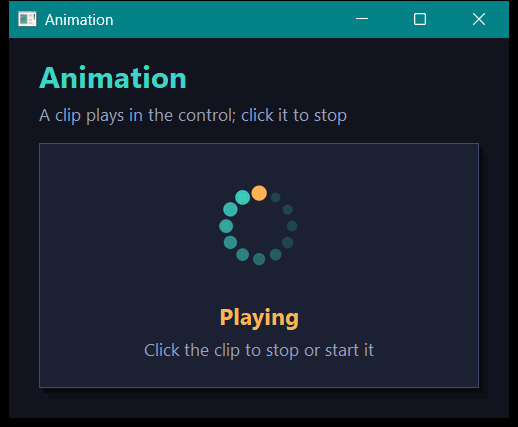 Animation
Animation
A clip plays in the control; click it to stop
Playing
Click the clip to stop or start it